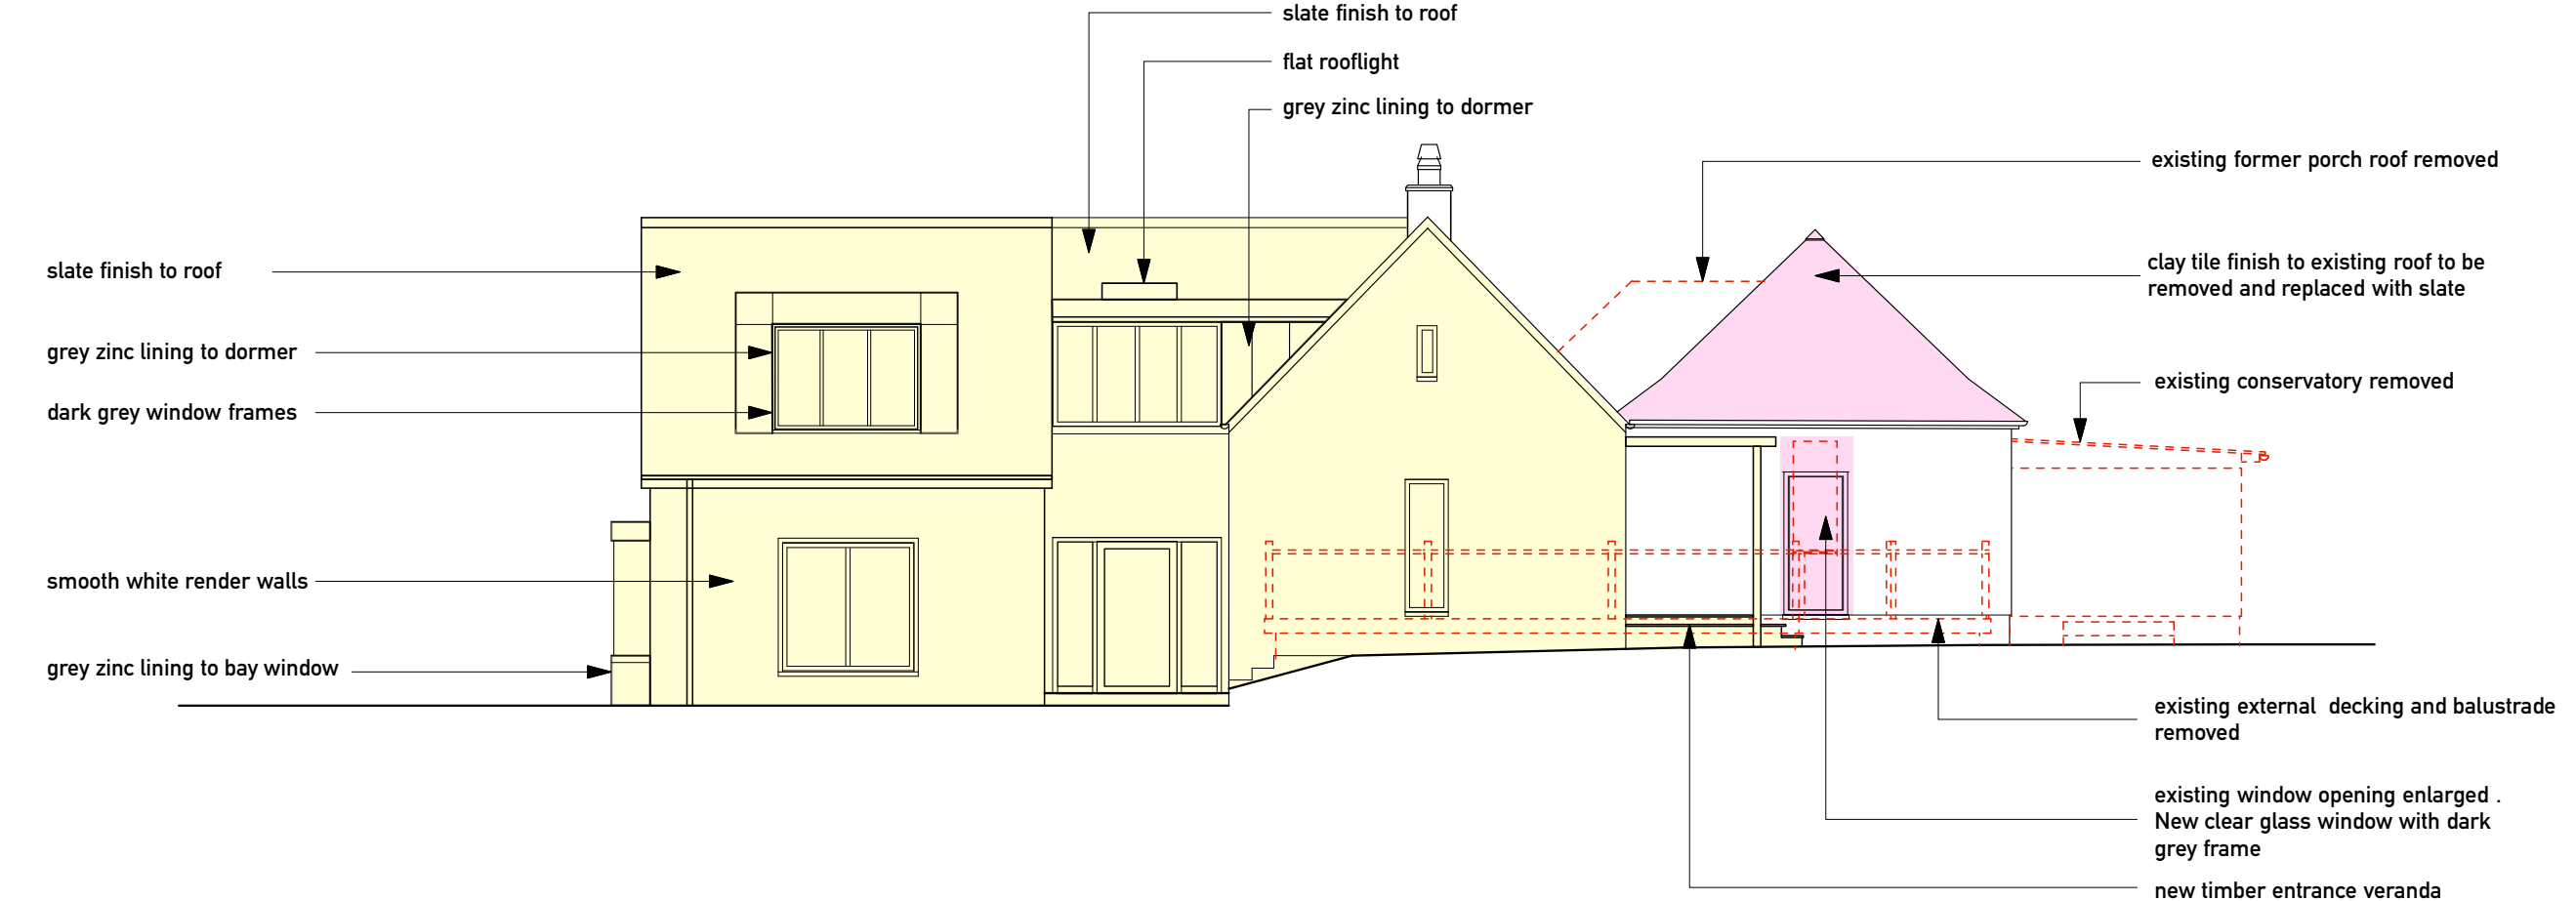 slate finish to roof
flat rooflight
grey zinc lining to dormer
existing former porch roof removed
clay tile finish to existing roof to be
removed and replaced with slate
slate finish to roof
grey zinc lining to dormer
existing conservatory removed
dark grey window frames
smooth white render walls
grey zinc lining to bay window
existing external decking and balustrade
removed
existing window opening enlarged .
New clear glass window with dark
grey frame
new timber entrance veranda